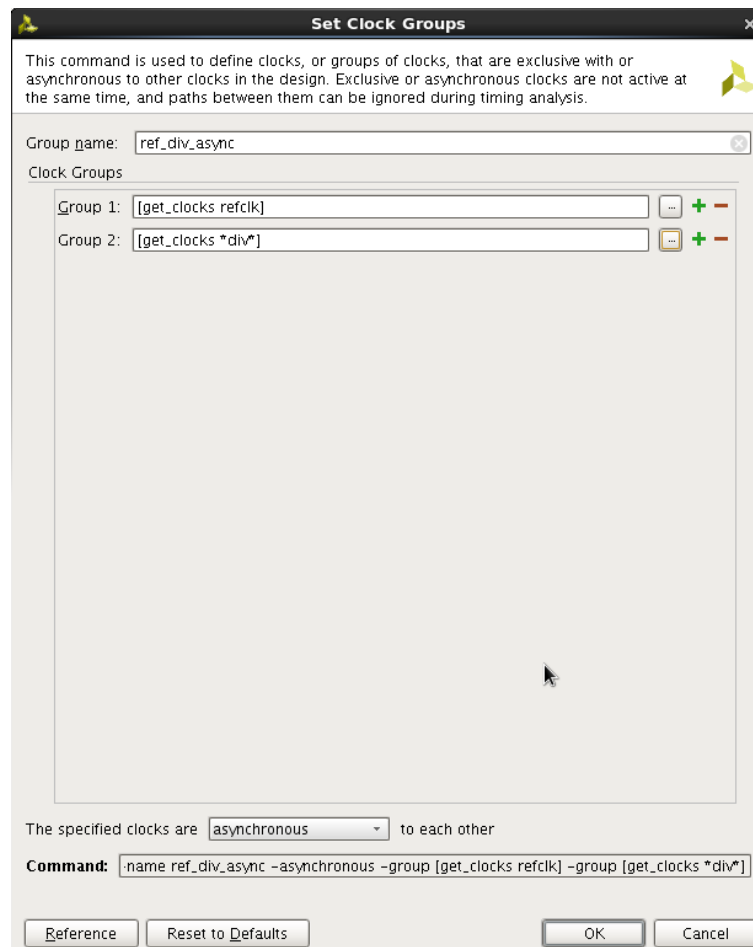 Set Clock Groups
This command is used to define clocks, or groups of clocks, that are exclusive with or
asynchronous to other clocks in the design. Exclusive or asynchronous clocks are not active at
the same time, and paths between them can be ignored during timing analysis.
Group name: ref_div_async
Clock Groups
Group 1: [get_clocks refclk] ...
Group 2: [get_clocks *div*] ...
The specified clocks are asynchronous to each other
Command: -name ref_div_async -asynchronous -group [get_clocks refclk] -group [get_clocks *div*]
Reference Reset to Defaults OK Cancel